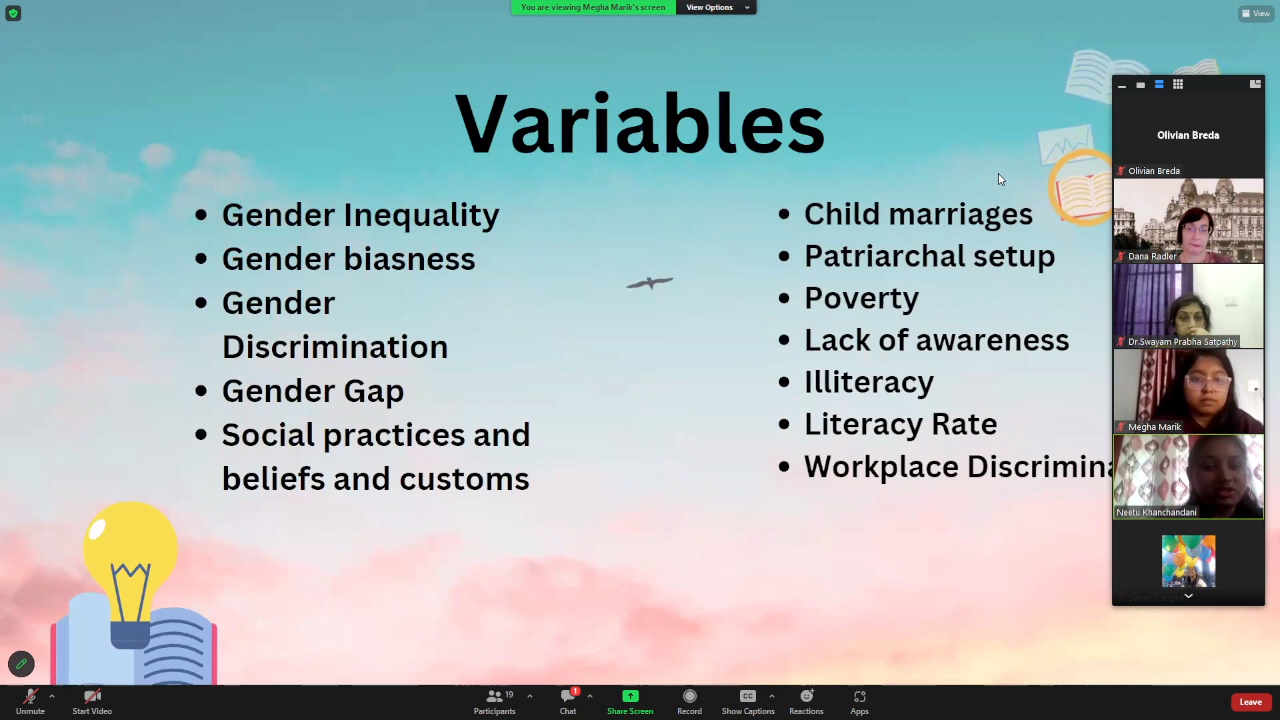 You are viewing Megha Marik's screen
View Options
View
Variables
Gender Inequality
Gender biasness
Gender
Discrimination
Gender Gap
Social practices and
beliefs and customs
Child marriages
Patriarchal setup
Poverty
Lack of awareness
Illiteracy
Literacy Rate
Workplace
Olivian Breda
Olivian Breda
Dana Radler
Dr.Swayam Prabha Satpathy
Megha Marik
Neetu Khanchandani
Unmute
Start Video
19
Participants
1
Chat
Share Screen
Record
CC
Show Captions
Reactions
Apps
Leave